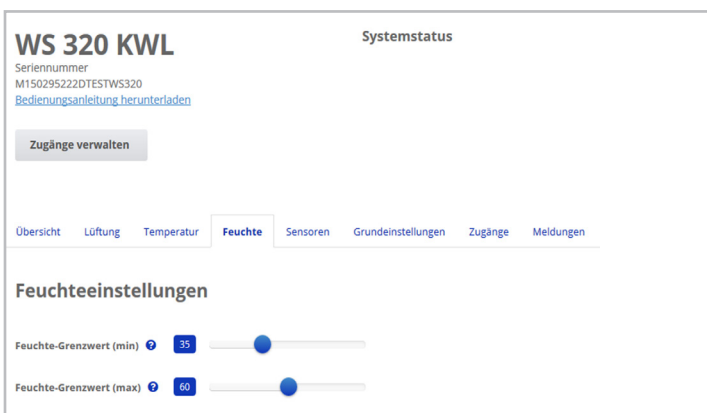 WS 320 KWL
Systemstatus
Seriennummer
M150295222DTESTWS320
Bedienungsanleitung herunterladen
Zugänge verwalten
Übersicht Lüftung Temperatur Feuchte Sensoren Grundeinstellungen Zugänge Meldungen
Feuchteeinstellungen
Feuchte-Grenzwert (min) ? 35
Feuchte-Grenzwert (max) ? 60